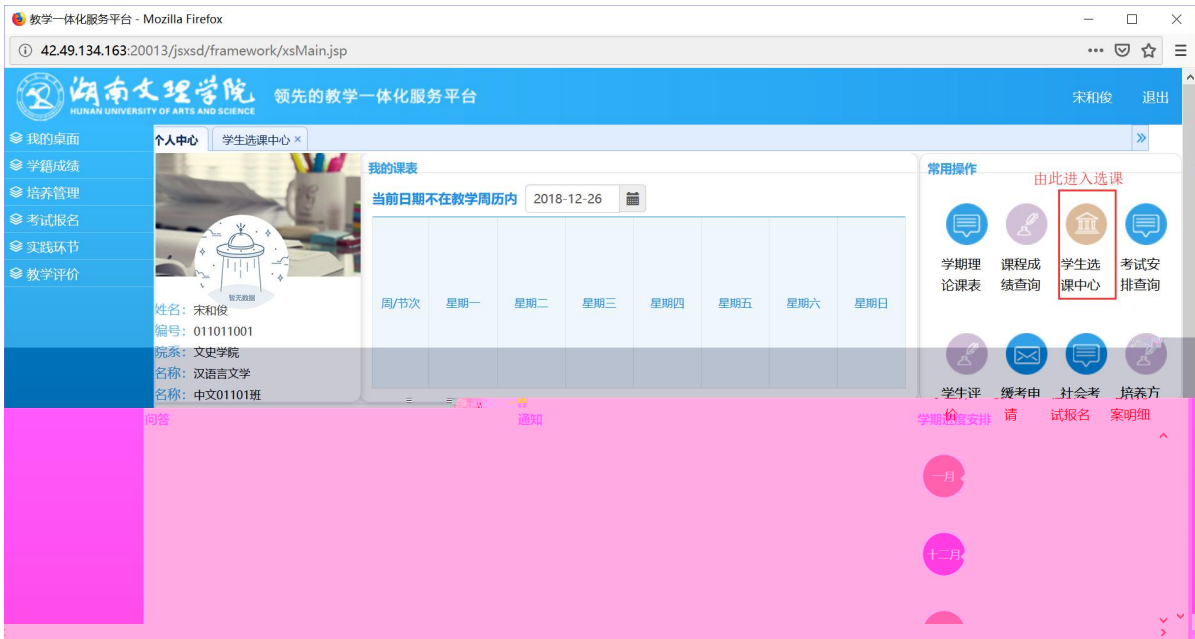 教学一体化服务平台 - Mozilla Firefox
42.49.134.163:20013/jsxsd/framework/xsMain.jsp
湖南文理学院
HUNAN UNIVERSITY OF ARTS AND SCIENCE
领先的教学一体化服务平台
宋和俊 退出
我的桌面
学籍成绩
培养管理
考试报名
实践环节
教学评价
个人中心 学生选课中心
暂无数据
姓名：宋和俊
编号：011011001
院系：文史学院
名称：汉语言文学
名称：中文01101班
我的课表
当前日期不在教学周历内 2018-12-26
周/节次 星期一 星期二 星期三 星期四 星期五 星期六 星期日
常用操作
由此进入选课
学期理论课表
课程成绩查询
学生选课中心
考试安排查询
学生评价
缓考申请
社会考试报名
培养方案明细
问答
通知
学期进度安排
一月
十二月